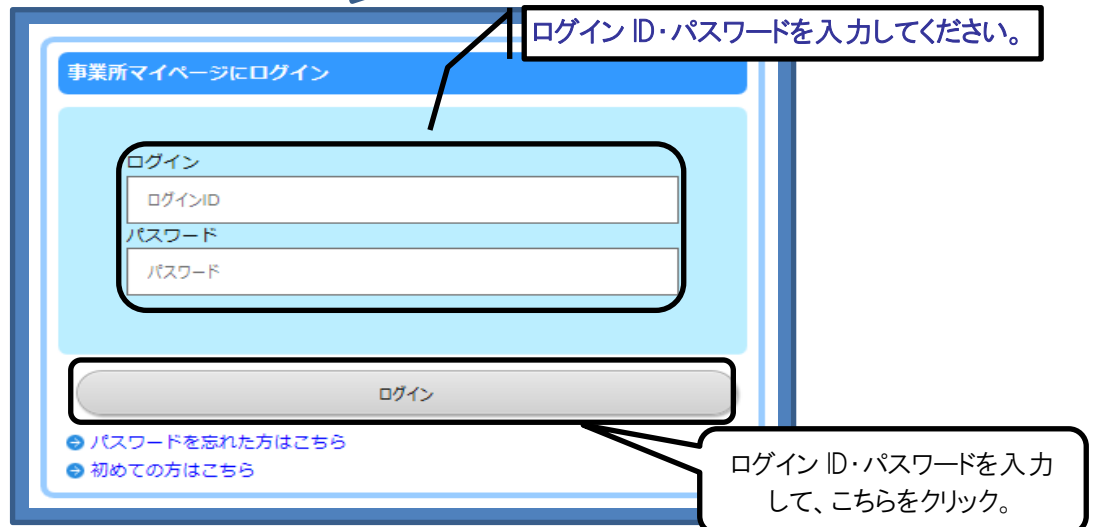 ログイン ID・パスワードを入力してください。
事業所マイページにログイン
ログイン
ログインID
パスワード
パスワード
ログイン
パスワードを忘れた方はこちら
初めての方はこちら
ログイン ID・パスワードを入力
して、こちらをクリック。